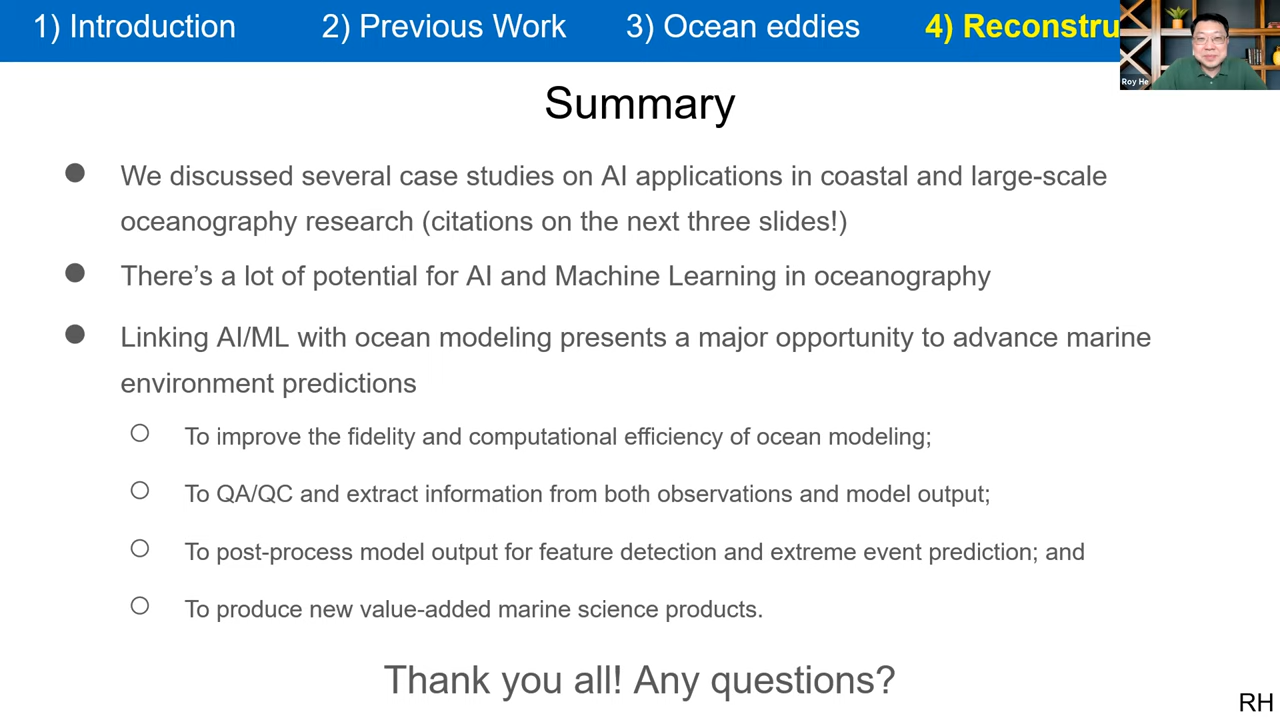 1) Introduction 2) Previous Work 3) Ocean eddies 4) Reconstru
Roy He
Summary
● We discussed several case studies on AI applications in coastal and large-scale
oceanography research (citations on the next three slides!)
● There’s a lot of potential for AI and Machine Learning in oceanography
● Linking AI/ML with ocean modeling presents a major opportunity to advance marine
environment predictions
○ To improve the fidelity and computational efficiency of ocean modeling;
○ To QA/QC and extract information from both observations and model output;
○ To post-process model output for feature detection and extreme event prediction; and
○ To produce new value-added marine science products.
Thank you all! Any questions?
RH